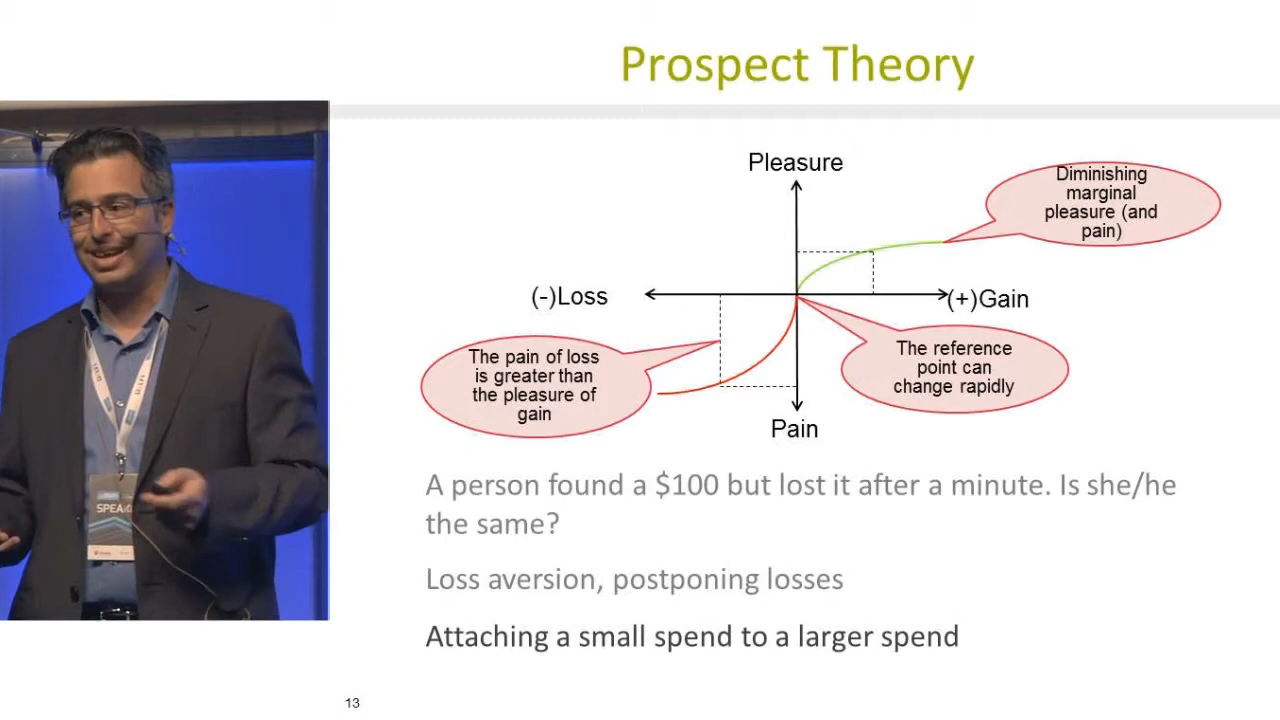 Prospect Theory
Pleasure
Diminishing
marginal
pleasure (and
pain)
(-)Loss
(+)Gain
The pain of loss
is greater than
the pleasure of
gain
The reference
point can
change rapidly
Pain
A person found a $100 but lost it after a minute. Is she/he
the same?
Loss aversion, postponing losses
Attaching a small spend to a larger spend
13